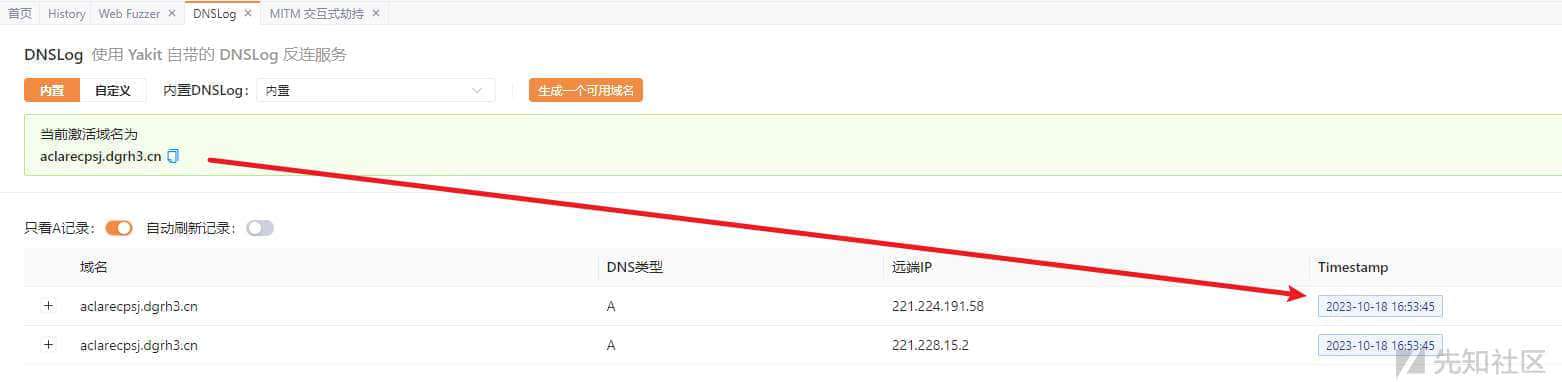 首页 History Web Fuzzer DNSLog MITM 交互式劫持
DNSLog 使用 Yakit 自带的 DNSLog 反连服务
内置 自定义 内置DNSLog: 内置 生成一个可用域名
当前激活域名为
aclarecpsj.dgrh3.cn
只看A记录: 自动刷新记录:
域名 DNS类型 远端IP Timestamp
aclarecpsj.dgrh3.cn A 221.224.191.58 2023-10-18 16:53:45
aclarecpsj.dgrh3.cn A 221.228.15.2 2023-10-18 16:53:45
先知社区